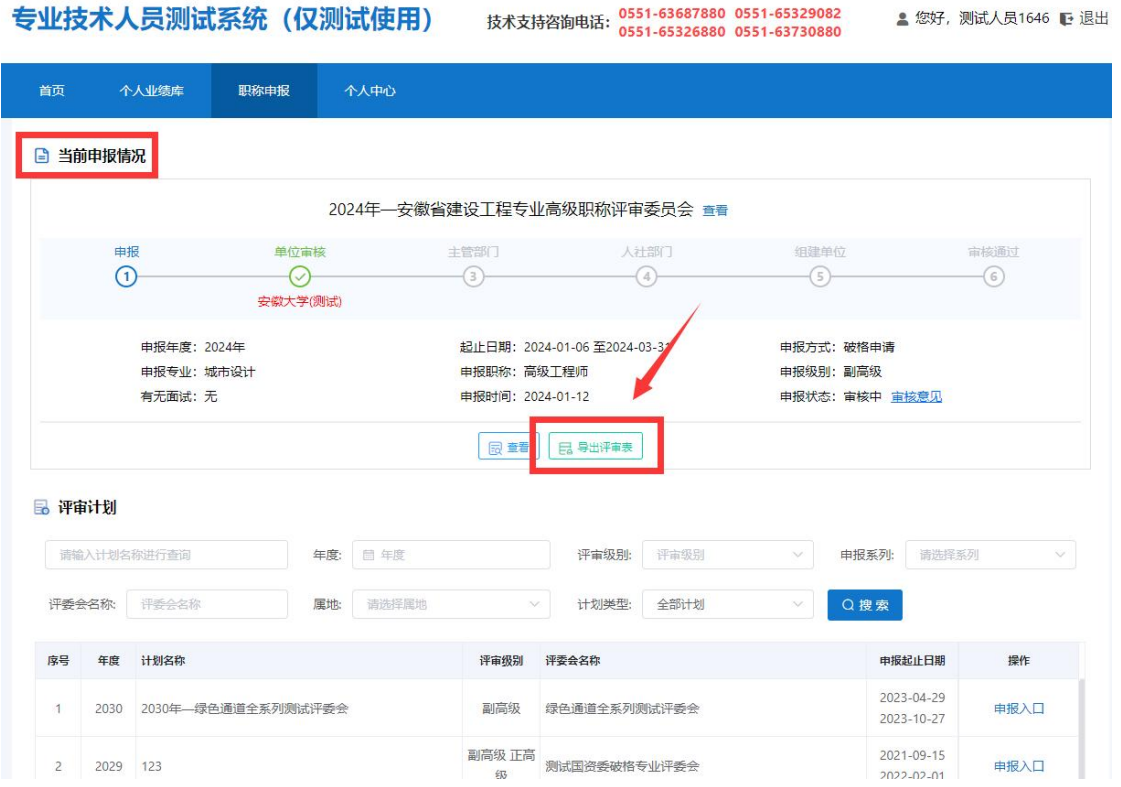 专业技术人员测试系统（仅测试使用）
技术支持咨询电话：
0551-63687880 0551-65329082
0551-65326880 0551-63730880
您好，测试人员1646 退出
首页 个人业绩库 职称申报 个人中心
当前申报情况
2024年—安徽省建设工程专业高级职称评审委员会 查看
申报 单位审核 主管部门 人社部门 组建单位 审核通过
1 3 4 5 6
安徽大学(测试)
申报年度：2024年 起止日期：2024-01-06 至2024-03-31 申报方式：破格申请
申报专业：城市设计 申报职称：高级工程师 申报级别：副高级
有无面试：无 申报时间：2024-01-12 申报状态：审核中 审核意见
查看 导出评审表
评审计划
请输入计划名称进行查询 年度: 年度 评审级别: 评审级别 申报系列: 请选择系列
评委会名称: 评委会名称 属地: 请选择属地 计划类型: 全部计划 搜索
序号 年度 计划名称 评审级别 评委会名称 申报起止日期 操作
1 2030 2030年—绿色通道全系列测试评委会 副高级 绿色通道全系列测试评委会 2023-04-29 2023-10-27 申报入口
2 2029 123 副高级 正高级 测试国资委破格专业评委会 2021-09-15 2022-02-01 申报入口